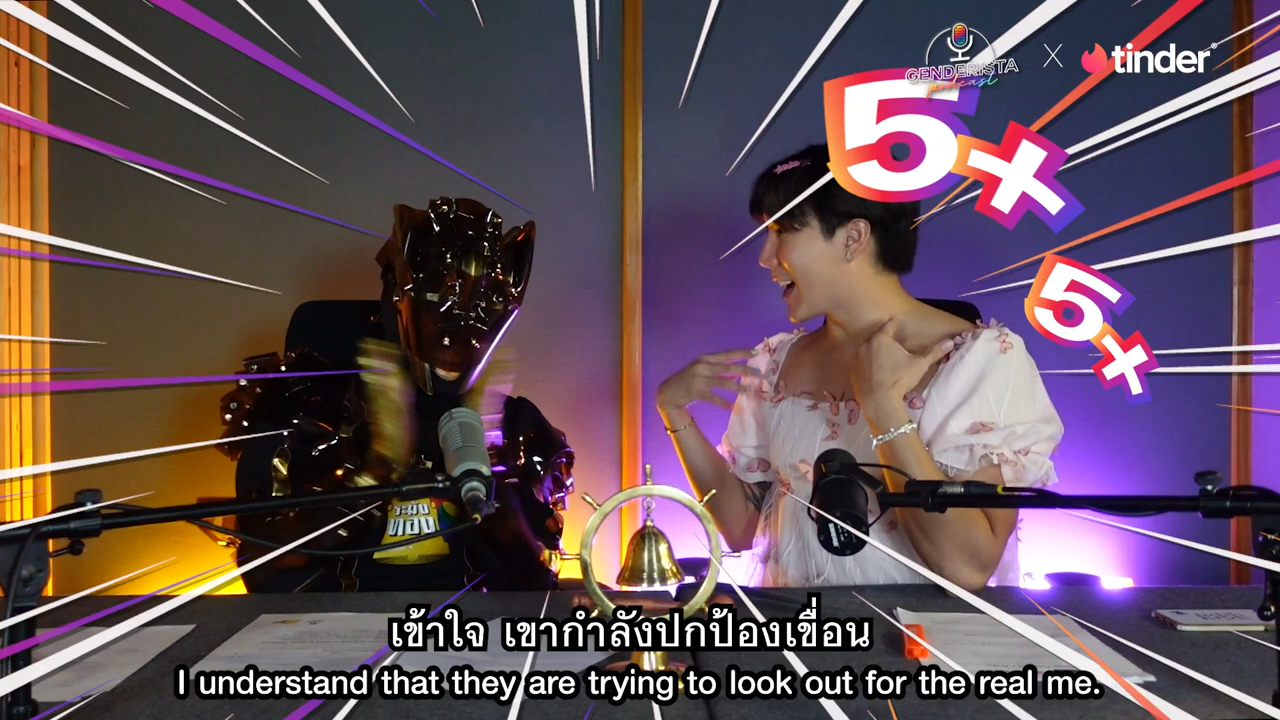 GENDERISTA
podcast
X
tinder
5+
5+
ระมิง
ทอง
เข้าใจ เขากำลังปกป้องเขื่อน
I understand that they are trying to look out for the real me.